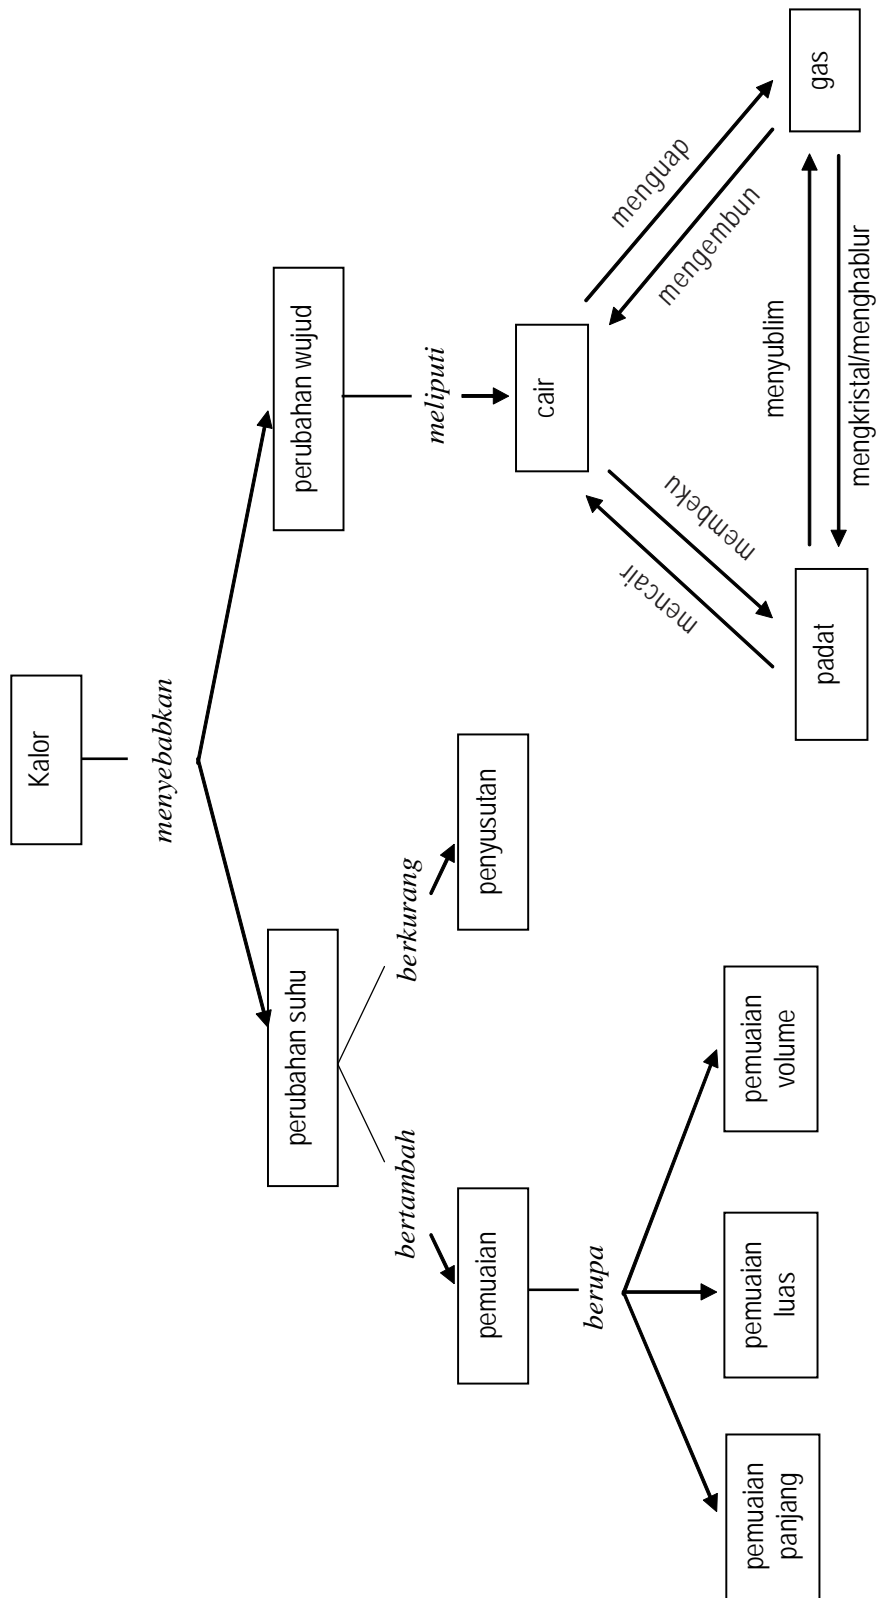 Kalor
menyebabkan
perubahan suhu
perubahan wujud
bertambah
berkurang
meliputi
pemuaian
penyusutan
cair
berupa
mencair
membeku
menguap
mengembun
pemuaian
panjang
pemuaian
luas
pemuaian
volume
padat
menyublim
mengkristal/menghablur
gas